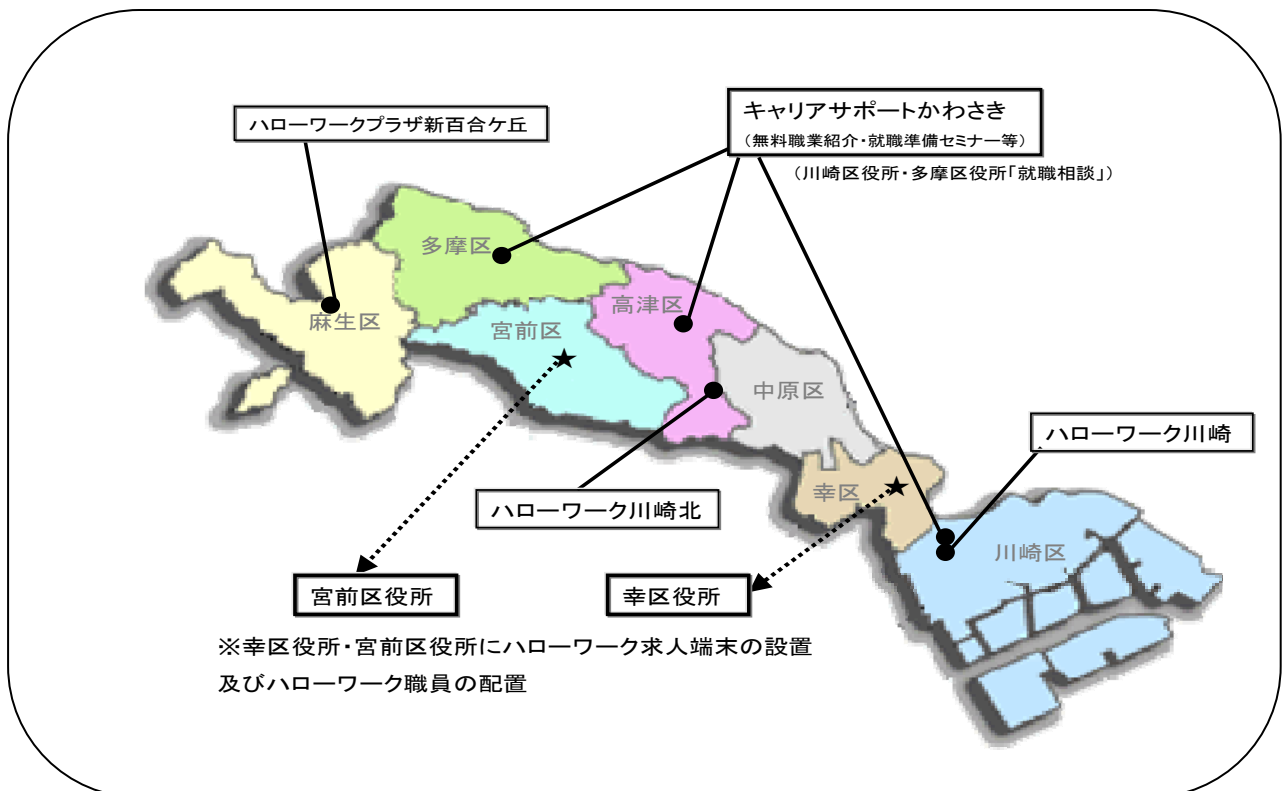 ハローワークプラザ新百合ケ丘
キャリアサポートかわさき
（無料職業紹介・就職準備セミナー等）
（川崎区役所・多摩区役所「就職相談」）
多摩区
高津区
麻生区
宮前区
中原区
ハローワーク川崎
幸区
ハローワーク川崎北
川崎区
宮前区役所
幸区役所
※幸区役所・宮前区役所にハローワーク求人端末の設置
及びハローワーク職員の配置